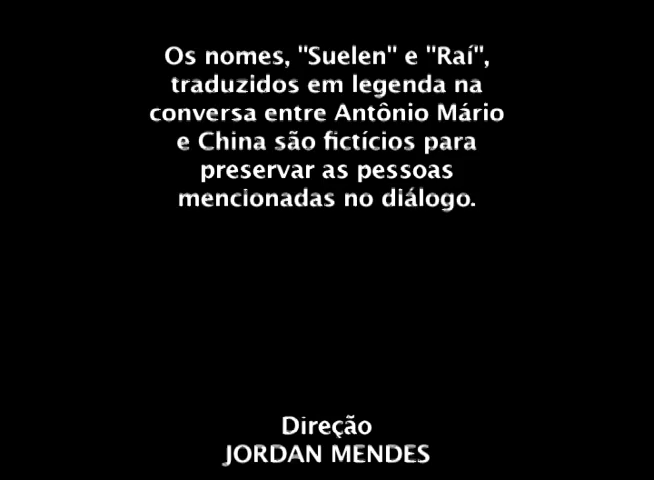 Os nomes, "Suelen" e "Raí",
traduzidos em legenda na
conversa entre Antônio Mário
e China são fictícios para
preservar as pessoas
mencionadas no diálogo.
Direção
JORDAN MENDES